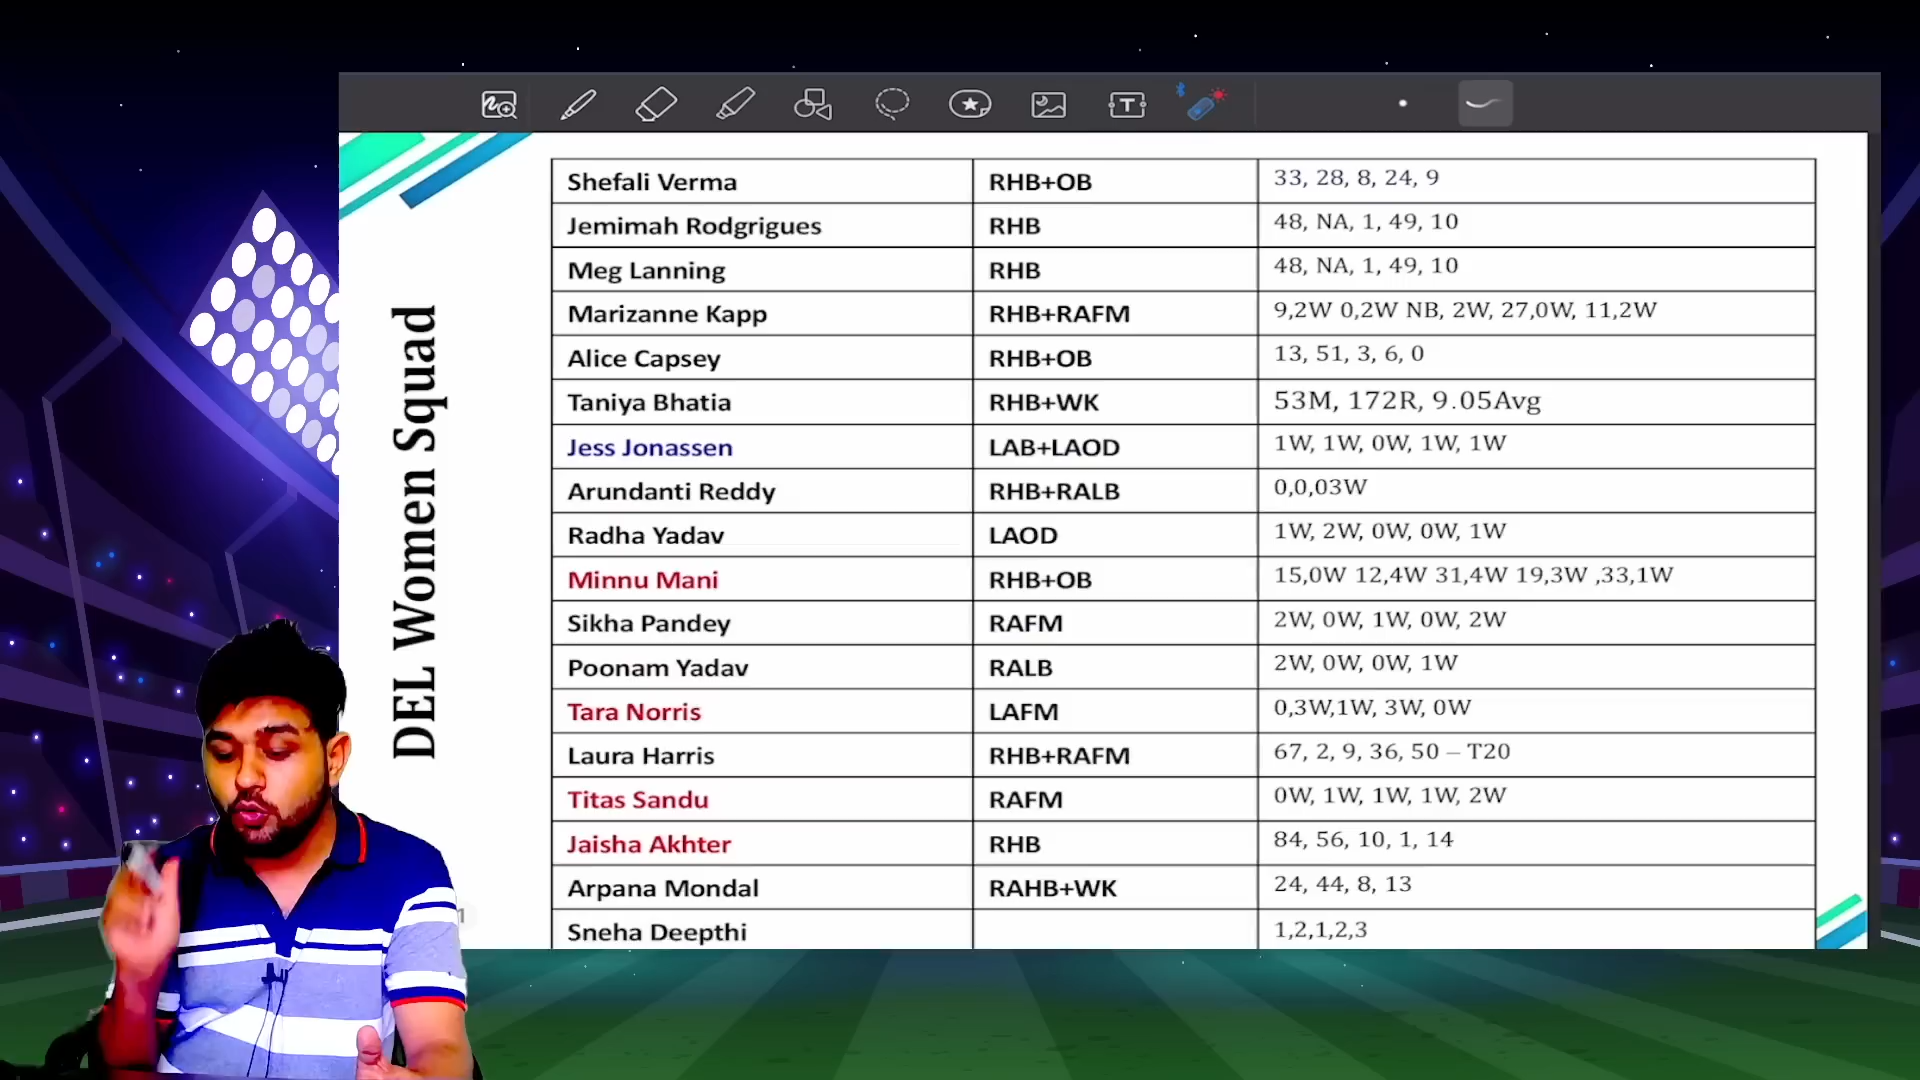 DEL Women Squad
Shefali Verma RHB+OB 33, 28, 8, 24, 9
Jemimah Rodgrigues RHB 48, NA, 1, 49, 10
Meg Lanning RHB 48, NA, 1, 49, 10
Marizanne Kapp RHB+RAFM 9,2W 0,2W NB, 2W, 27,0W, 11,2W
Alice Capsey RHB+OB 13, 51, 3, 6, 0
Taniya Bhatia RHB+WK 53M, 172R, 9.05Avg
Jess Jonassen LAB+LAOD 1W, 1W, 0W, 1W, 1W
Arundanti Reddy RHB+RALB 0,0,03W
Radha Yadav LAOD 1W, 2W, 0W, 0W, 1W
Minnu Mani RHB+OB 15,0W 12,4W 31,4W 19,3W ,33,1W
Sikha Pandey RAFM 2W, 0W, 1W, 0W, 2W
Poonam Yadav RALB 2W, 0W, 0W, 1W
Tara Norris LAFM 0,3W,1W, 3W, 0W
Laura Harris RHB+RAFM 67, 2, 9, 36, 50 – T20
Titas Sandu RAFM 0W, 1W, 1W, 1W, 2W
Jaisha Akhter RHB 84, 56, 10, 1, 14
Arpana Mondal RAHB+WK 24, 44, 8, 13
Sneha Deepthi 1,2,1,2,3
1